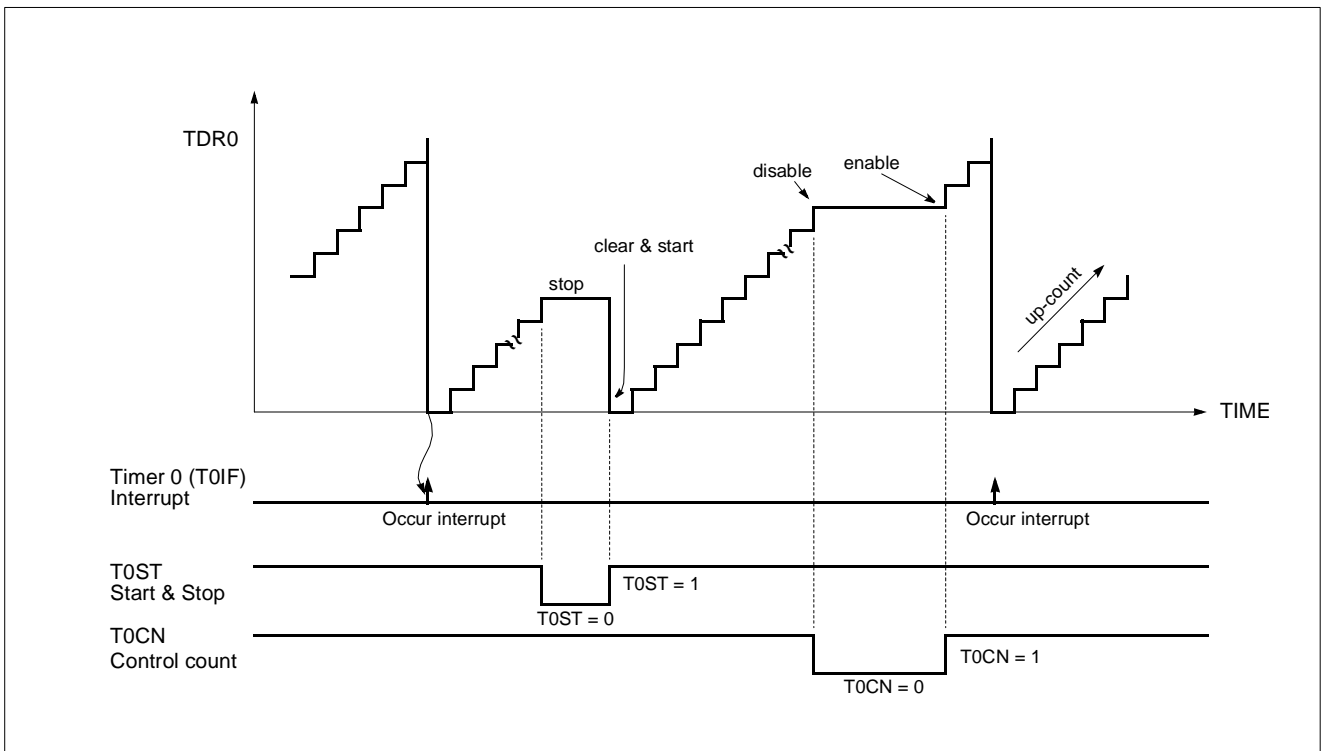 TDR0
disable
enable
clear & start
stop
up-count
TIME
Timer 0 (T0IF)
Interrupt
Occur interrupt
Occur interrupt
T0ST
Start & Stop
T0ST = 1
T0ST = 0
T0CN
Control count
T0CN = 1
T0CN = 0